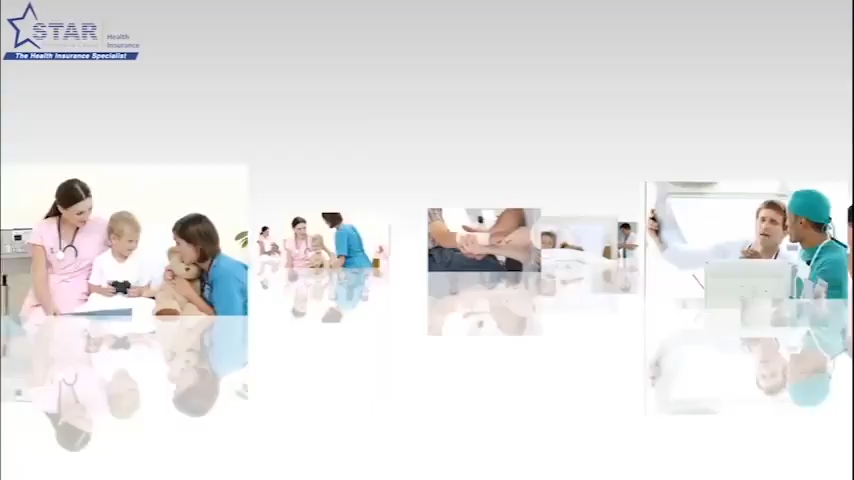 STAR
Health
Insurance
The Health Insurance Specialist